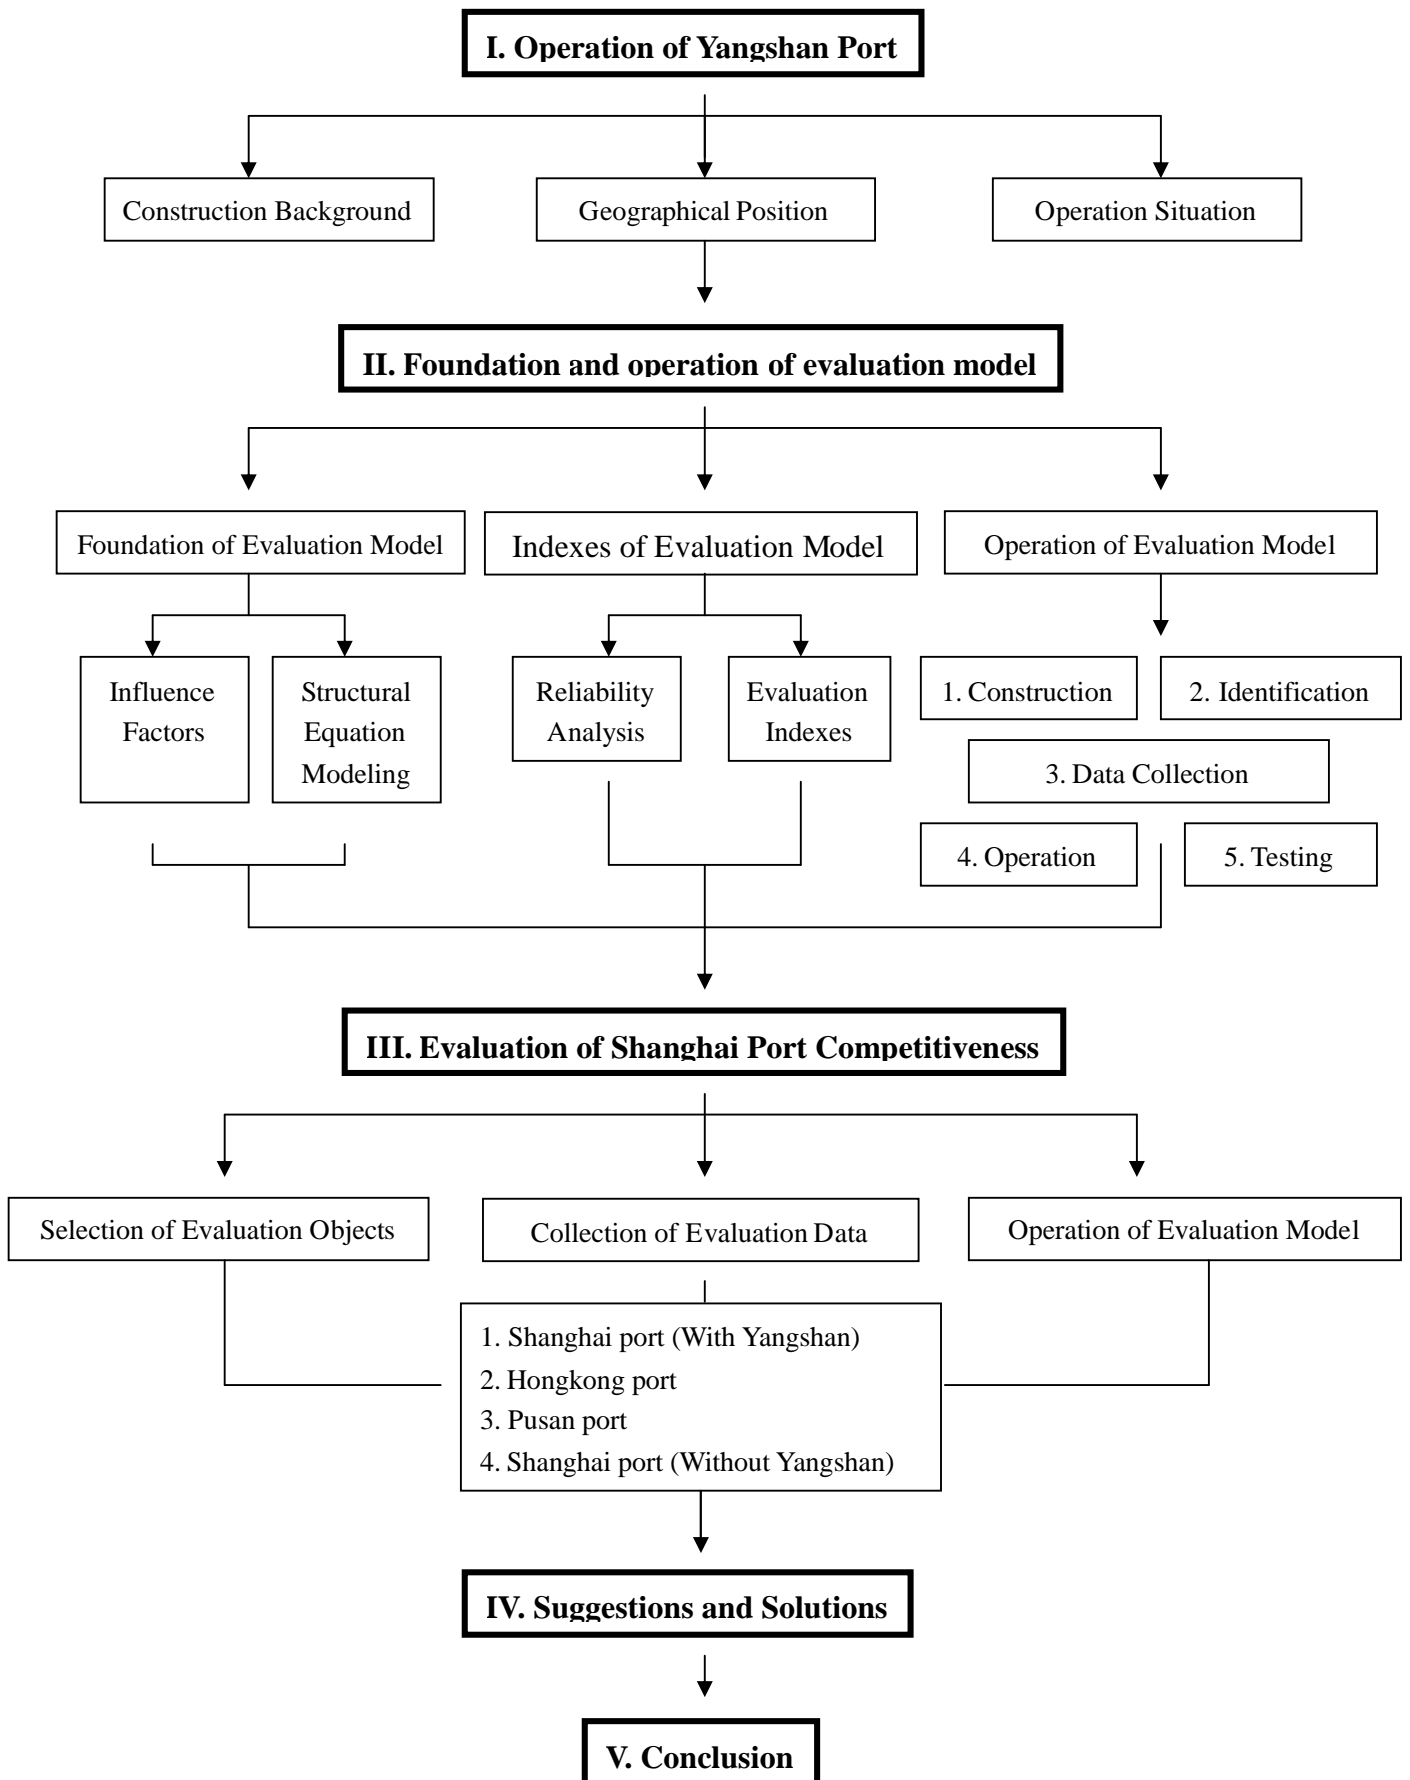 I. Operation of Yangshan Port
Construction Background
Geographical Position
Operation Situation
II. Foundation and operation of evaluation model
Foundation of Evaluation Model
Indexes of Evaluation Model
Operation of Evaluation Model
Influence
Factors
Structural
Equation
Modeling
Reliability
Analysis
Evaluation
Indexes
1. Construction
2. Identification
3. Data Collection
4. Operation
5. Testing
III. Evaluation of Shanghai Port Competitiveness
Selection of Evaluation Objects
Collection of Evaluation Data
Operation of Evaluation Model
1. Shanghai port (With Yangshan)
2. Hongkong port
3. Pusan port
4. Shanghai port (Without Yangshan)
IV. Suggestions and Solutions
V. Conclusion